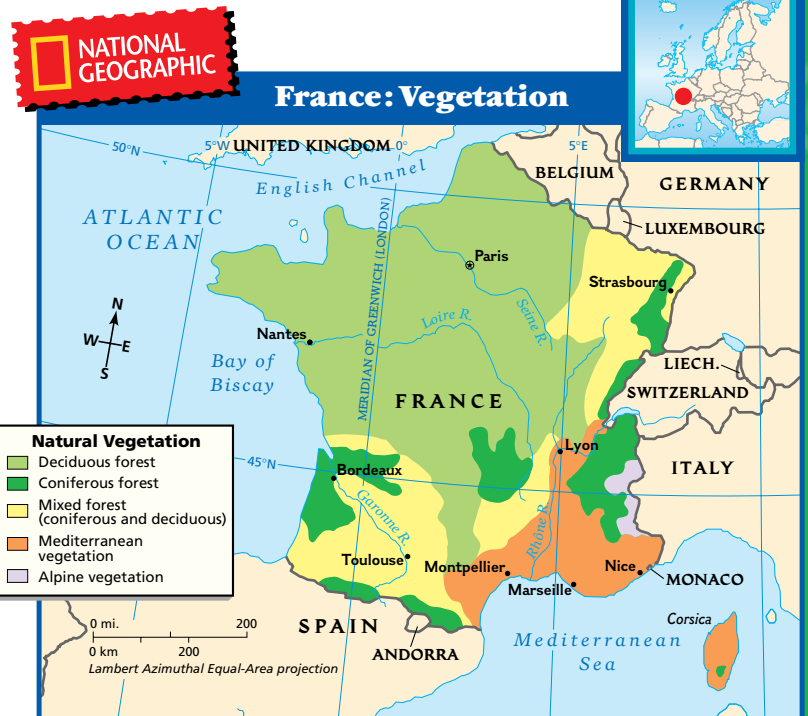 NATIONAL
GEOGRAPHIC
France: Vegetation
50°N
5°W
UNITED KINGDOM
0°
5°E
BELGIUM
GERMANY
English Channel
ATLANTIC
OCEAN
LUXEMBOURG
MERIDIAN OF GREENWICH (LONDON)
Paris
Strasbourg
N
W
E
S
Seine R.
Loire R.
Nantes
Bay of
Biscay
LIECH.
SWITZERLAND
FRANCE
Natural Vegetation
Deciduous forest
Coniferous forest
Mixed forest
(coniferous and deciduous)
Mediterranean
vegetation
Alpine vegetation
45°N
Lyon
Bordeaux
ITALY
Garonne R.
Rhône R.
Toulouse
Montpellier
Nice
MONACO
Marseille
0 mi.
200
0 km
200
Lambert Azimuthal Equal-Area projection
SPAIN
ANDORRA
Corsica
Mediterranean
Sea